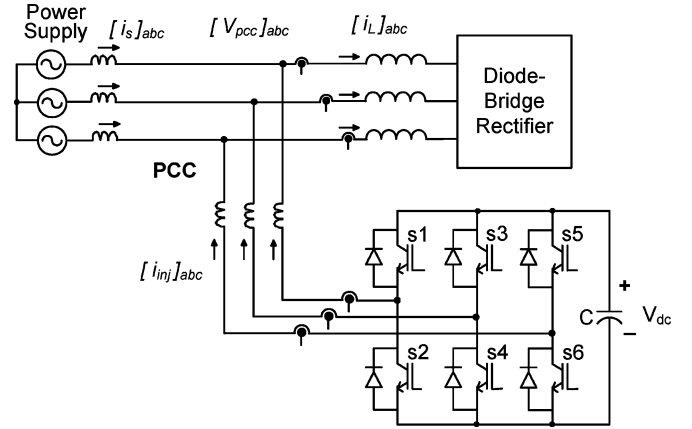 Power
Supply
[ is]abc
[ Vpcc]abc
[ iL]abc
Diode-
Bridge
Rectifier
PCC
[ iinj]abc
s1
s3
s5
+
C
Vdc
−
s2
s4
s6